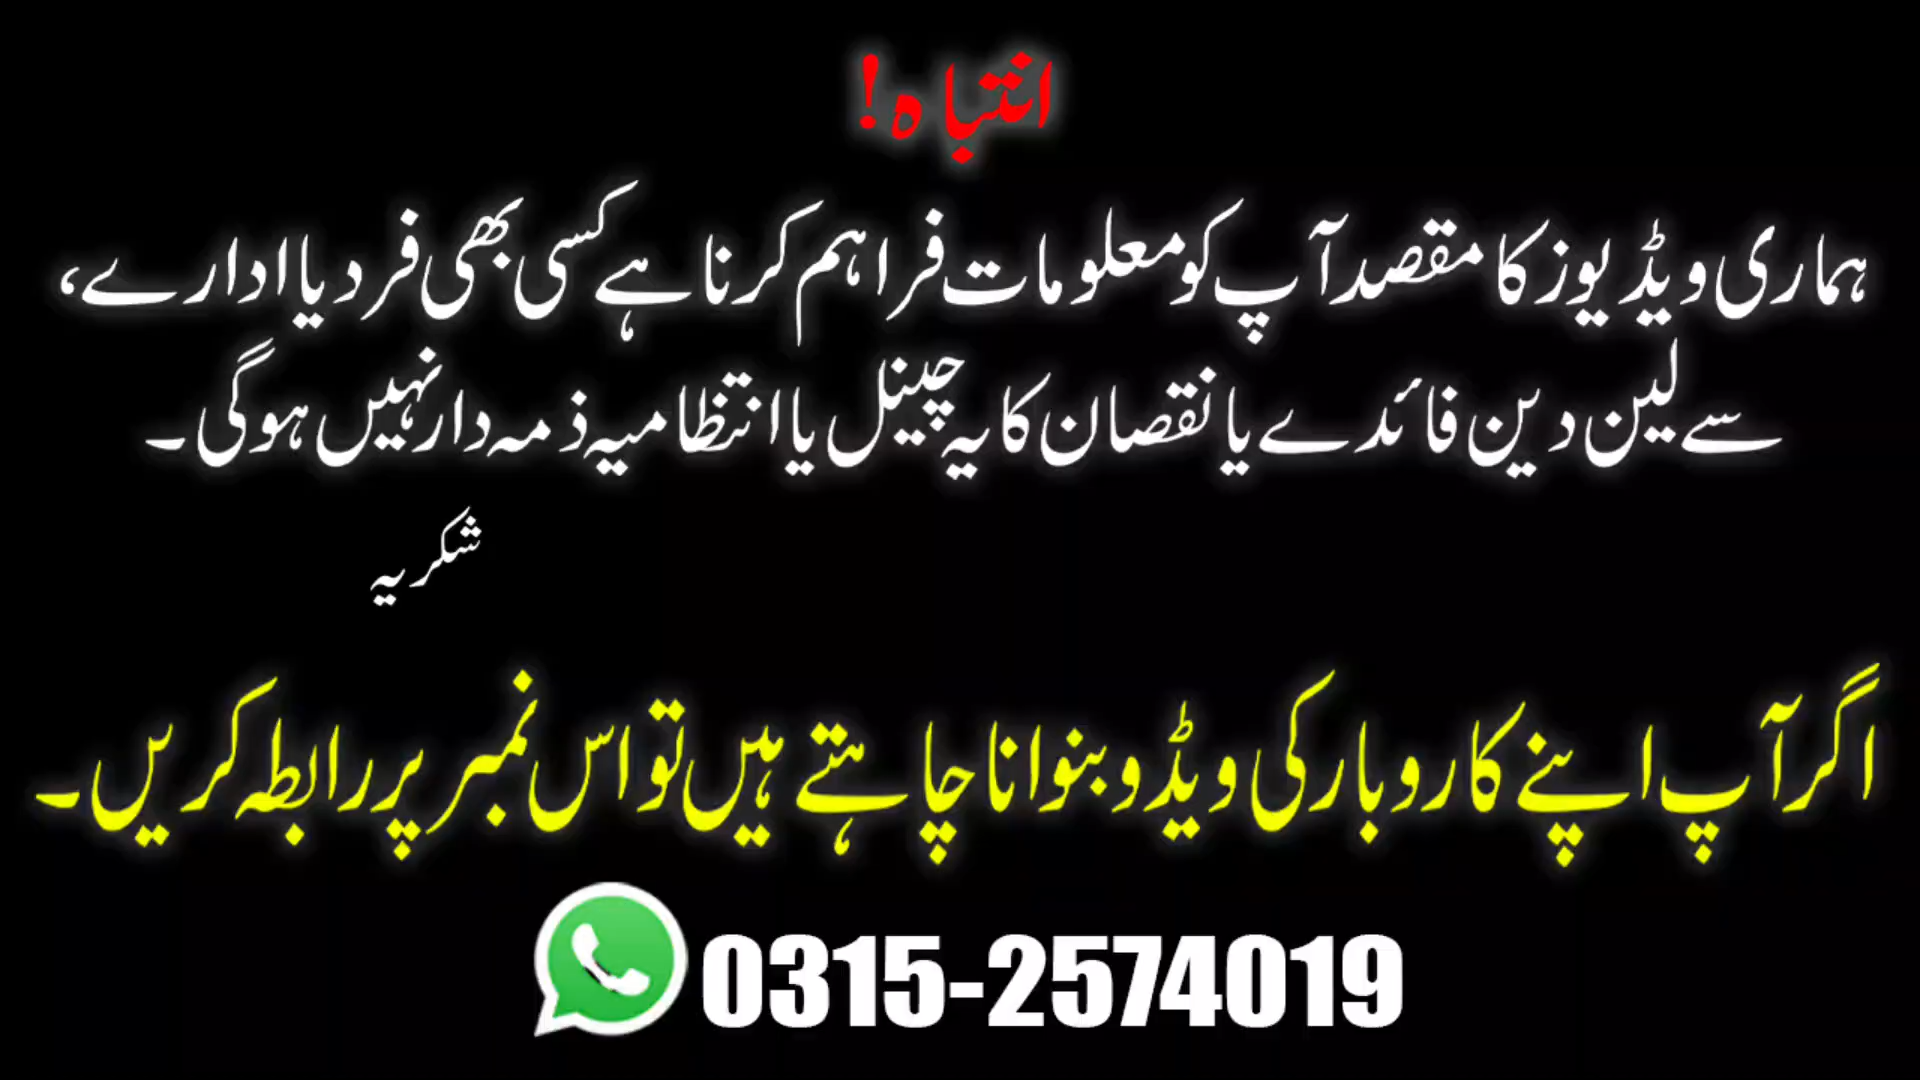 انتباہ!
ہماری ویڈیوز کا مقصد آپ کو معلومات فراہم کرنا ہے کسی بھی فرد یا ادارے،
سے لین دین فائدے یا نقصان کا یہ چینل یا انتظامیہ ذمہ دار نہیں ہوگی۔
شکریہ
اگر آپ اپنے کاروبار کی ویڈو بنوانا چاہتے ہیں تو اس نمبر پر رابطہ کریں۔
0315-2574019